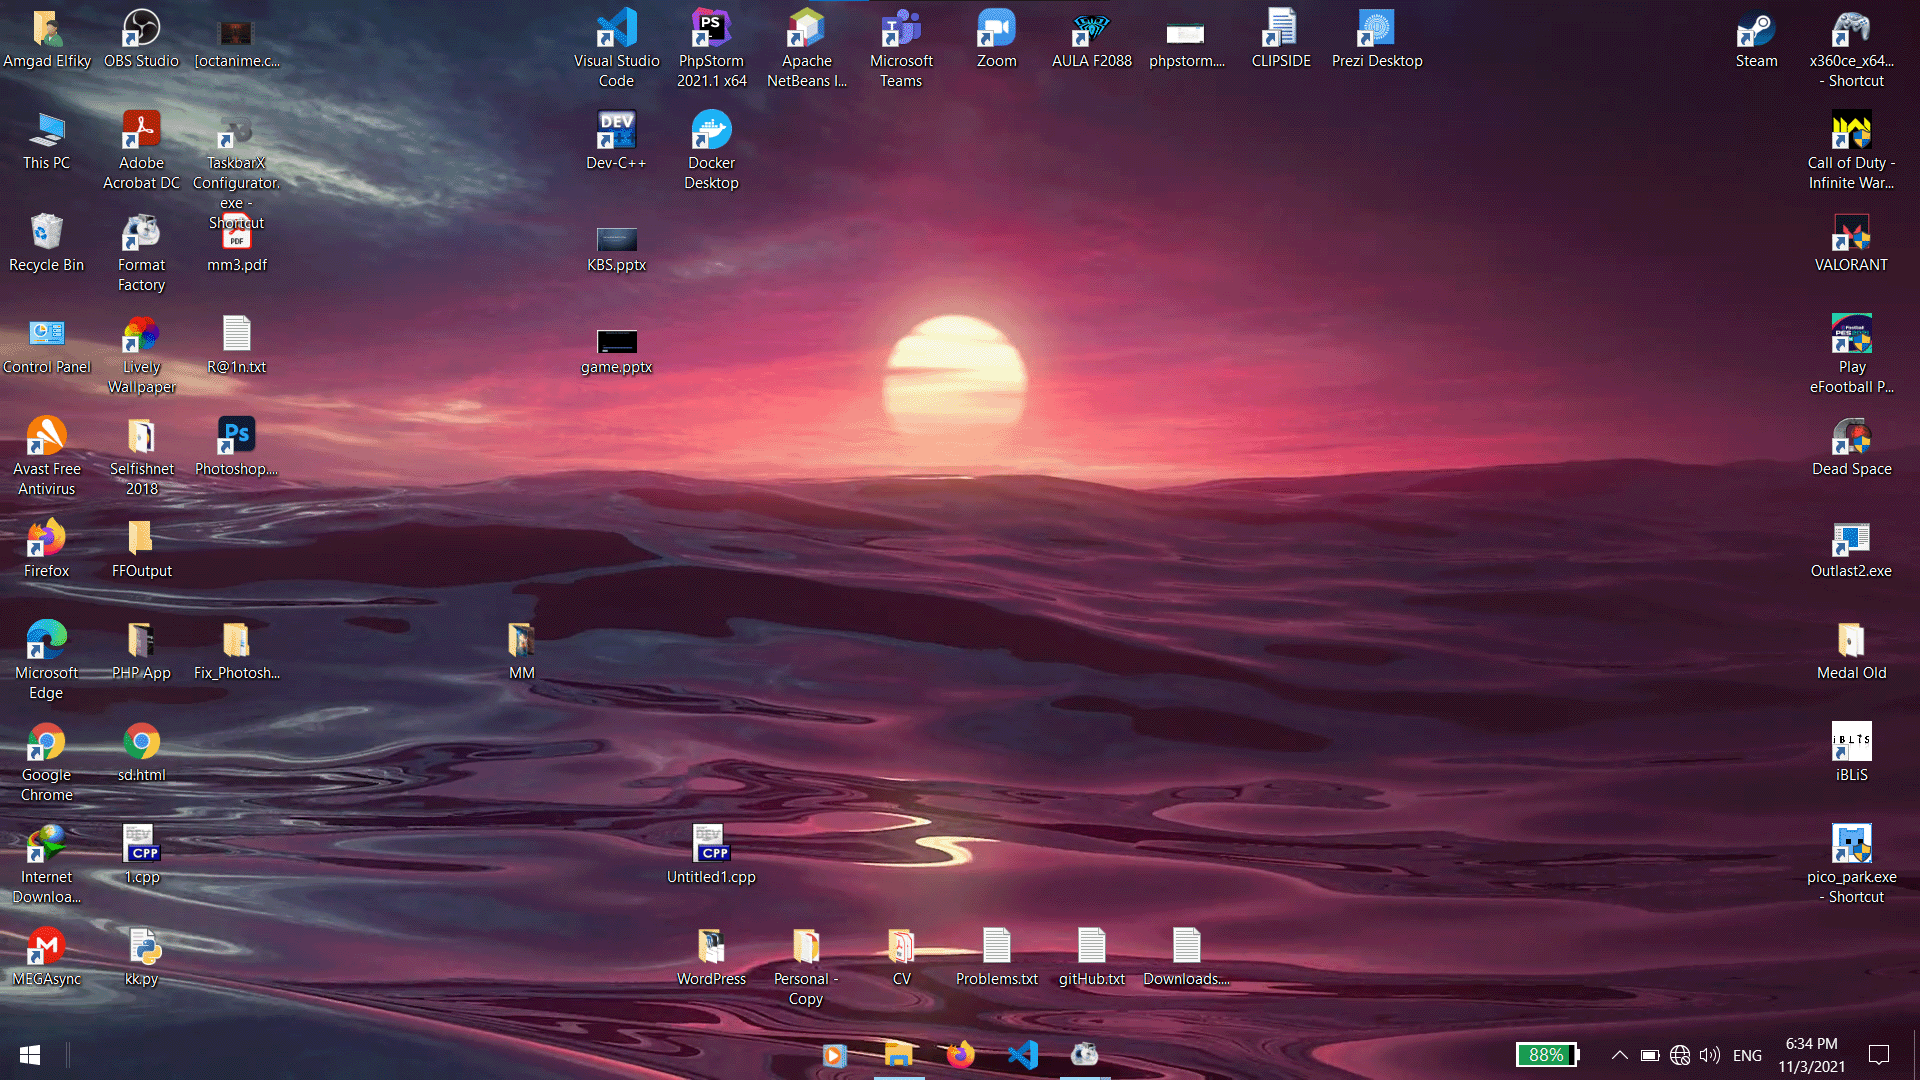 Amgad Elfiky
OBS Studio
[octanime.c...
Visual Studio
Code
PhpStorm
2021.1 x64
Apache
NetBeans I...
Microsoft
Teams
Zoom
AULA F2088
phpstorm....
CLIPSIDE
Prezi Desktop
Steam
x360ce_x64...
- Shortcut
This PC
Adobe
Acrobat DC
TaskbarX
Configurator.
exe -
Shortcut
DEV
Dev-C++
Docker
Desktop
Call of Duty -
Infinite War...
Recycle Bin
Format
Factory
PDF
mm3.pdf
KBS.pptx
VALORANT
Control Panel
Lively
Wallpaper
R@1n.txt
game.pptx
Play
eFootball P...
Avast Free
Antivirus
Selfishnet
2018
Ps
Photoshop....
Dead Space
Firefox
FFOutput
Outlast2.exe
Microsoft
Edge
PHP App
Fix_Photosh...
MM
Medal Old
Google
Chrome
sd.html
iBLiS
iBLiS
Internet
Downloa...
DEV
CPP
1.cpp
DEV
CPP
Untitled1.cpp
pico_park.exe
- Shortcut
MEGAsync
kk.py
WordPress
Personal -
Copy
CV
Problems.txt
gitHub.txt
Downloads....
88%
ENG
6:34 PM
11/3/2021